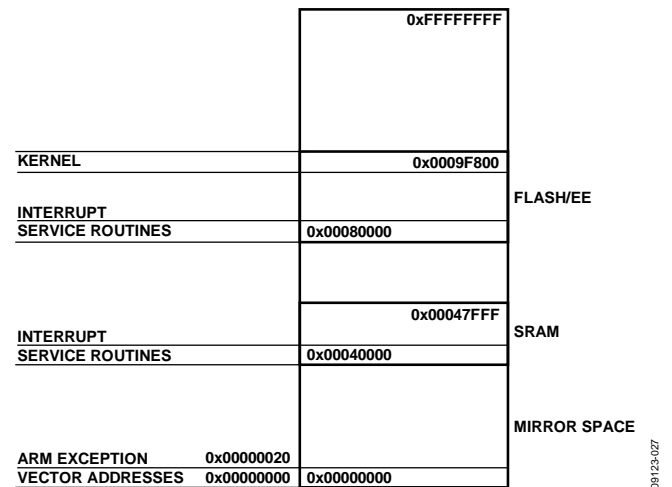 0xFFFFFFFF
KERNEL 0x0009F800
FLASH/EE
INTERRUPT
SERVICE ROUTINES 0x00080000
0x00047FFF
SRAM
INTERRUPT
SERVICE ROUTINES 0x00040000
MIRROR SPACE
ARM EXCEPTION 0x00000020
VECTOR ADDRESSES 0x00000000 0x00000000
09123-027